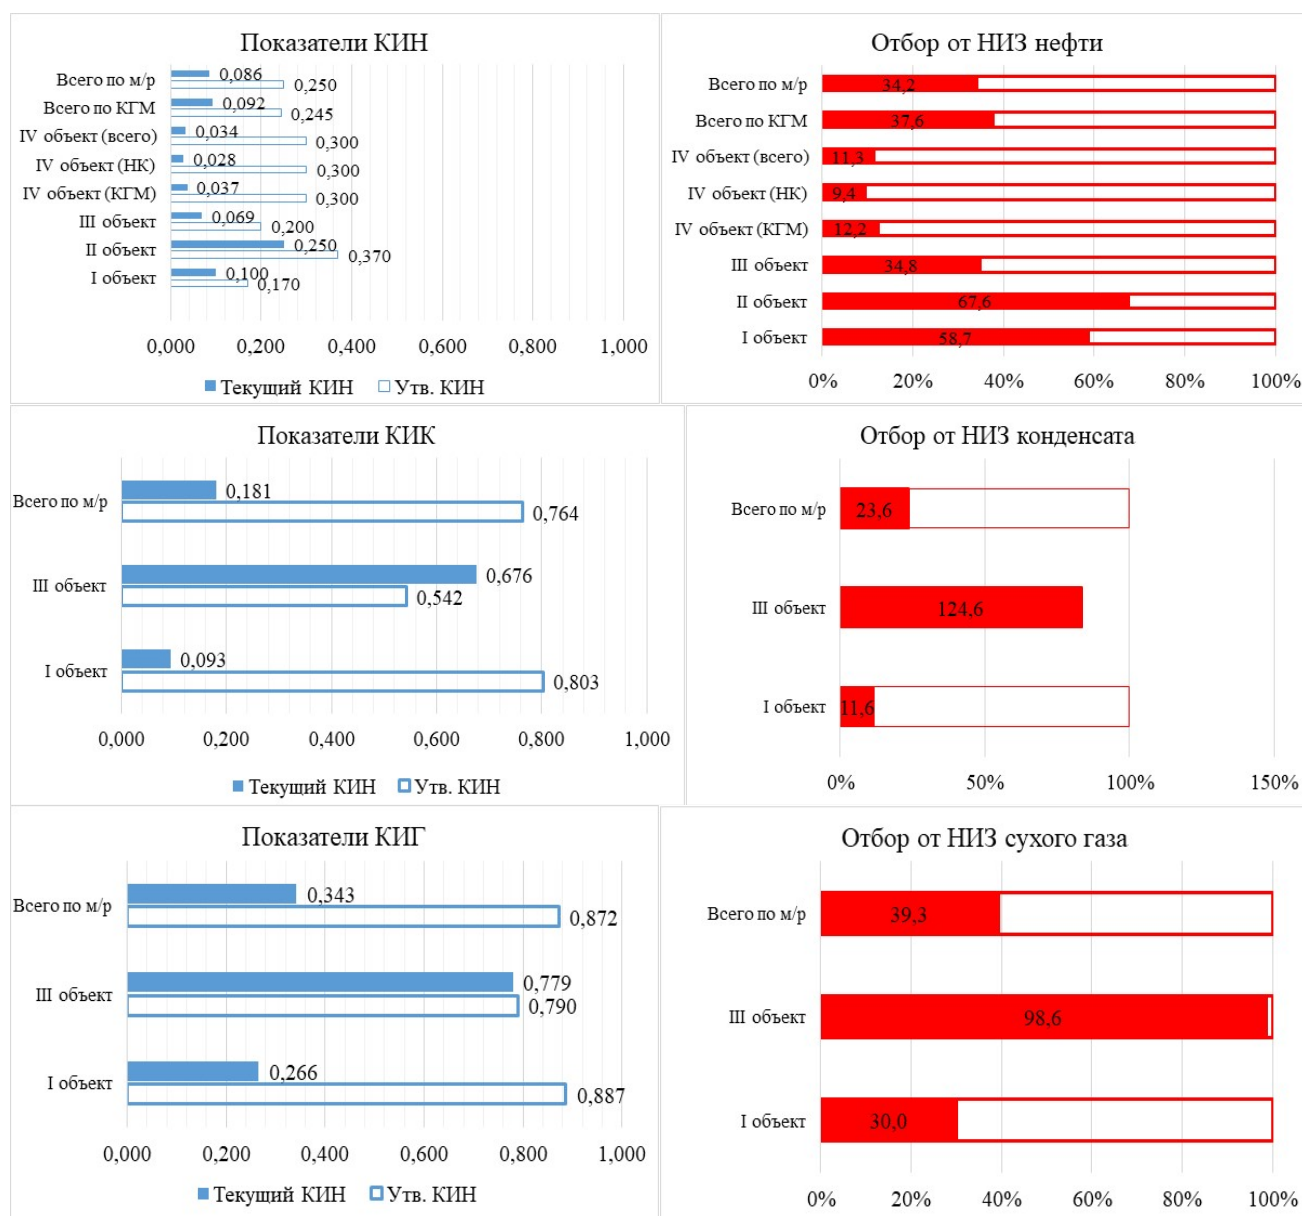 Показатели КИН
Всего по м/р
0,086
0,250
Всего по КГМ
0,092
0,245
IV объект (всего)
0,034
0,300
IV объект (НК)
0,028
0,300
IV объект (КГМ)
0,037
0,300
III объект
0,069
0,200
II объект
0,250
0,370
I объект
0,100
0,170
0,000 0,200 0,400 0,600 0,800 1,000
Текущий КИН Утв. КИН
Отбор от НИЗ нефти
Всего по м/р 34,2
Всего по КГМ 37,6
IV объект (всего) 11,3
IV объект (НК) 9,4
IV объект (КГМ) 12,2
III объект 34,8
II объект 67,6
I объект 58,7
0% 20% 40% 60% 80% 100%
Показатели КИК
Всего по м/р
0,181
0,764
III объект
0,676
0,542
I объект
0,093
0,803
0,000 0,200 0,400 0,600 0,800 1,000
Текущий КИН Утв. КИН
Отбор от НИЗ конденсата
Всего по м/р 23,6
III объект 124,6
I объект 11,6
0% 50% 100% 150%
Показатели КИГ
Всего по м/р
0,343
0,872
III объект
0,779
0,790
I объект
0,266
0,887
0,000 0,200 0,400 0,600 0,800 1,000
Текущий КИН Утв. КИН
Отбор от НИЗ сухого газа
Всего по м/р 39,3
III объект 98,6
I объект 30,0
0% 20% 40% 60% 80% 100%